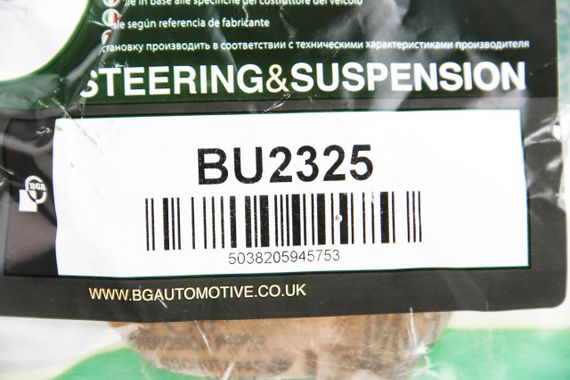 in base alle specifiche del costruttore del veicolo
según referencia de fabricante
становку производить в соответствии с техническими характеристиками производителя
STEERING&SUSPENSION
BU2325
BGA
5038205945753
WWW.BGAUTOMOTIVE.CO.UK